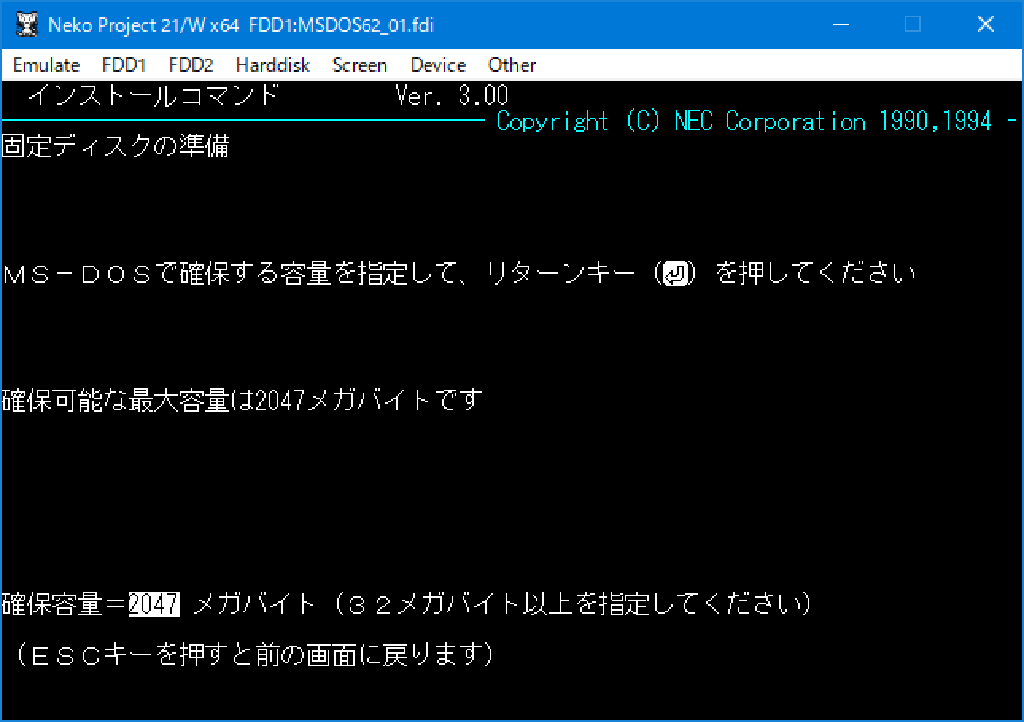 Neko Project 21/W x64  FDD1:MSDOS62_01.fdi
Emulate FDD1 FDD2 Harddisk Screen Device Other
インストールコマンド Ver. 3.00
Copyright (C) NEC Corporation 1990,1994 -
固定ディスクの準備
ＭＳ－ＤＯＳで確保する容量を指定して、リターンキー（⏎）を押してください
確保可能な最大容量は2047メガバイトです
確保容量＝2047 メガバイト（３２メガバイト以上を指定してください）
（ＥＳＣキーを押すと前の画面に戻ります）